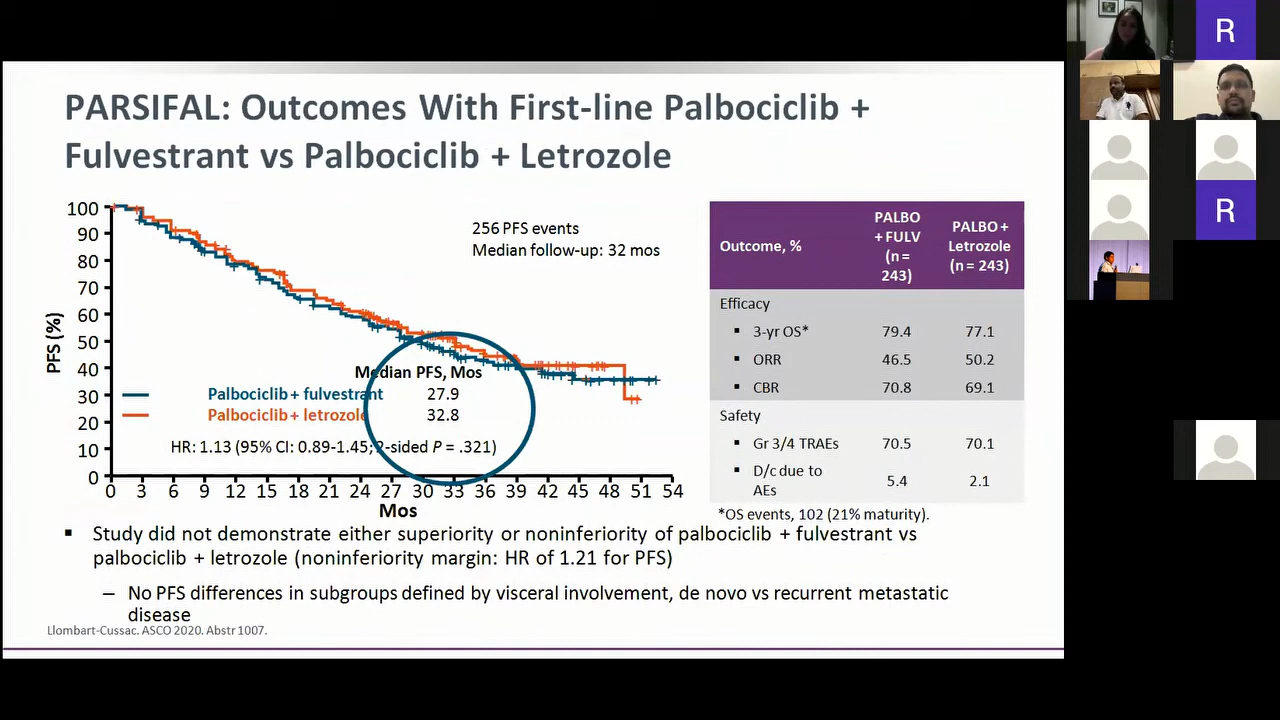 PARSIFAL: Outcomes With First-line Palbociclib +
Fulvestrant vs Palbociclib + Letrozole
PFS (%)
100
90
80
70
60
50
40
30
20
10
0
256 PFS events
Median follow-up: 32 mos
Median PFS, Mos
Palbociclib + fulvestrant 27.9
Palbociclib + letrozole 32.8
HR: 1.13 (95% CI: 0.89-1.45; 2-sided P = .321)
0 3 6 9 12 15 18 21 24 27 30 33 36 39 42 45 48 51 54
Mos
Outcome, %
PALBO
+ FULV
(n =
243)
PALBO +
Letrozole
(n = 243)
Efficacy
▪ 3-yr OS* 79.4 77.1
▪ ORR 46.5 50.2
▪ CBR 70.8 69.1
Safety
▪ Gr 3/4 TRAEs 70.5 70.1
▪ D/c due to
AEs 5.4 2.1
*OS events, 102 (21% maturity).
▪ Study did not demonstrate either superiority or noninferiority of palbociclib + fulvestrant vs
palbociclib + letrozole (noninferiority margin: HR of 1.21 for PFS)
– No PFS differences in subgroups defined by visceral involvement, de novo vs recurrent metastatic
disease
Llombart-Cussac. ASCO 2020. Abstr 1007.
R
R